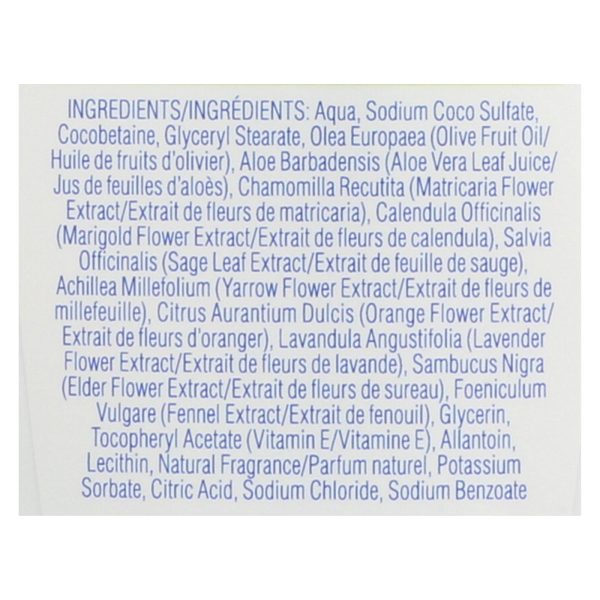 INGREDIENTS/INGRÉDIENTS: Aqua, Sodium Coco Sulfate,
Cocobetaine, Glyceryl Stearate, Olea Europaea (Olive Fruit Oil/
Huile de fruits d'olivier), Aloe Barbadensis (Aloe Vera Leaf Juice/
Jus de feuilles d'aloès), Chamomilla Recutita (Matricaria Flower
Extract/Extrait de fleurs de matricaria), Calendula Officinalis
(Marigold Flower Extract/Extrait de fleurs de calendula), Salvia
Officinalis (Sage Leaf Extract/Extrait de feuille de sauge),
Achillea Millefolium (Yarrow Flower Extract/Extrait de fleurs de
millefeuille), Citrus Aurantium Dulcis (Orange Flower Extract/
Extrait de fleurs d'oranger), Lavandula Angustifolia (Lavender
Flower Extract/Extrait de fleurs de lavande), Sambucus Nigra
(Elder Flower Extract/Extrait de fleurs de sureau), Foeniculum
Vulgare (Fennel Extract/Extrait de fenouil), Glycerin,
Tocopheryl Acetate (Vitamin E/Vitamine E), Allantoin,
Lecithin, Natural Fragrance/Parfum naturel, Potassium
Sorbate, Citric Acid, Sodium Chloride, Sodium Benzoate